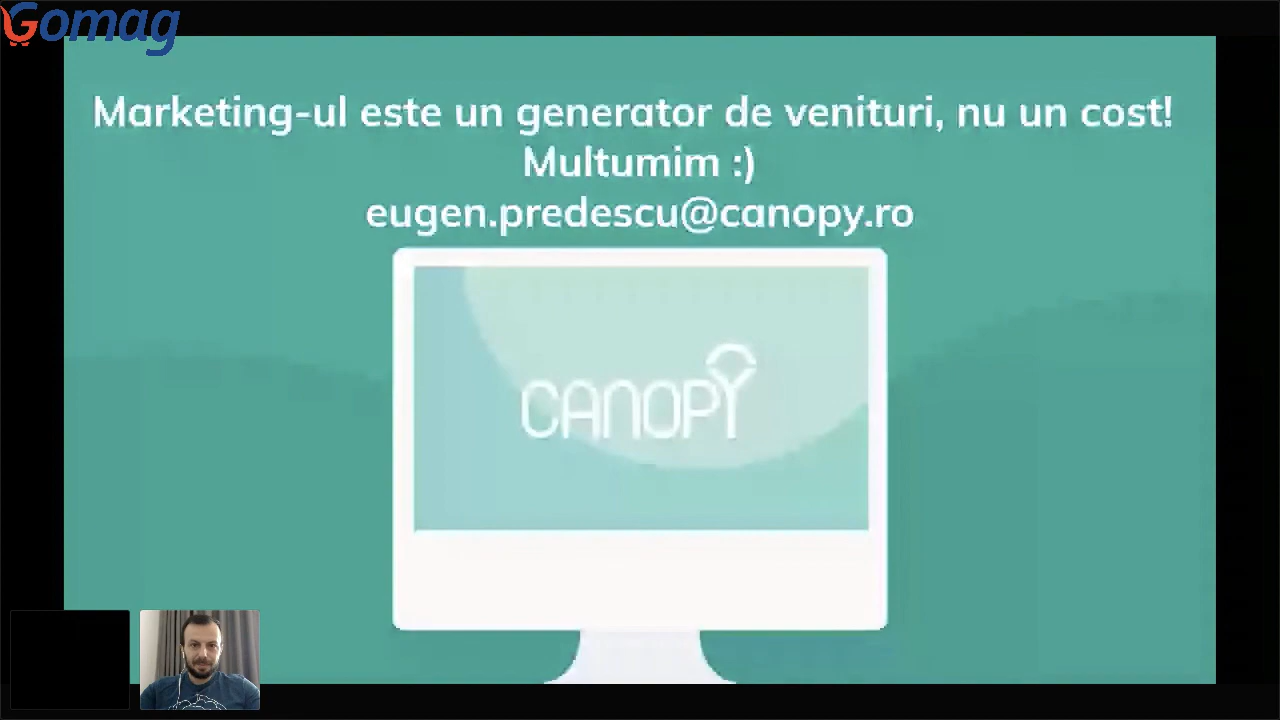 Gomag
Marketing-ul este un generator de venituri, nu un cost!
Multumim :)
eugen.predescu@canopy.ro
CANOPY